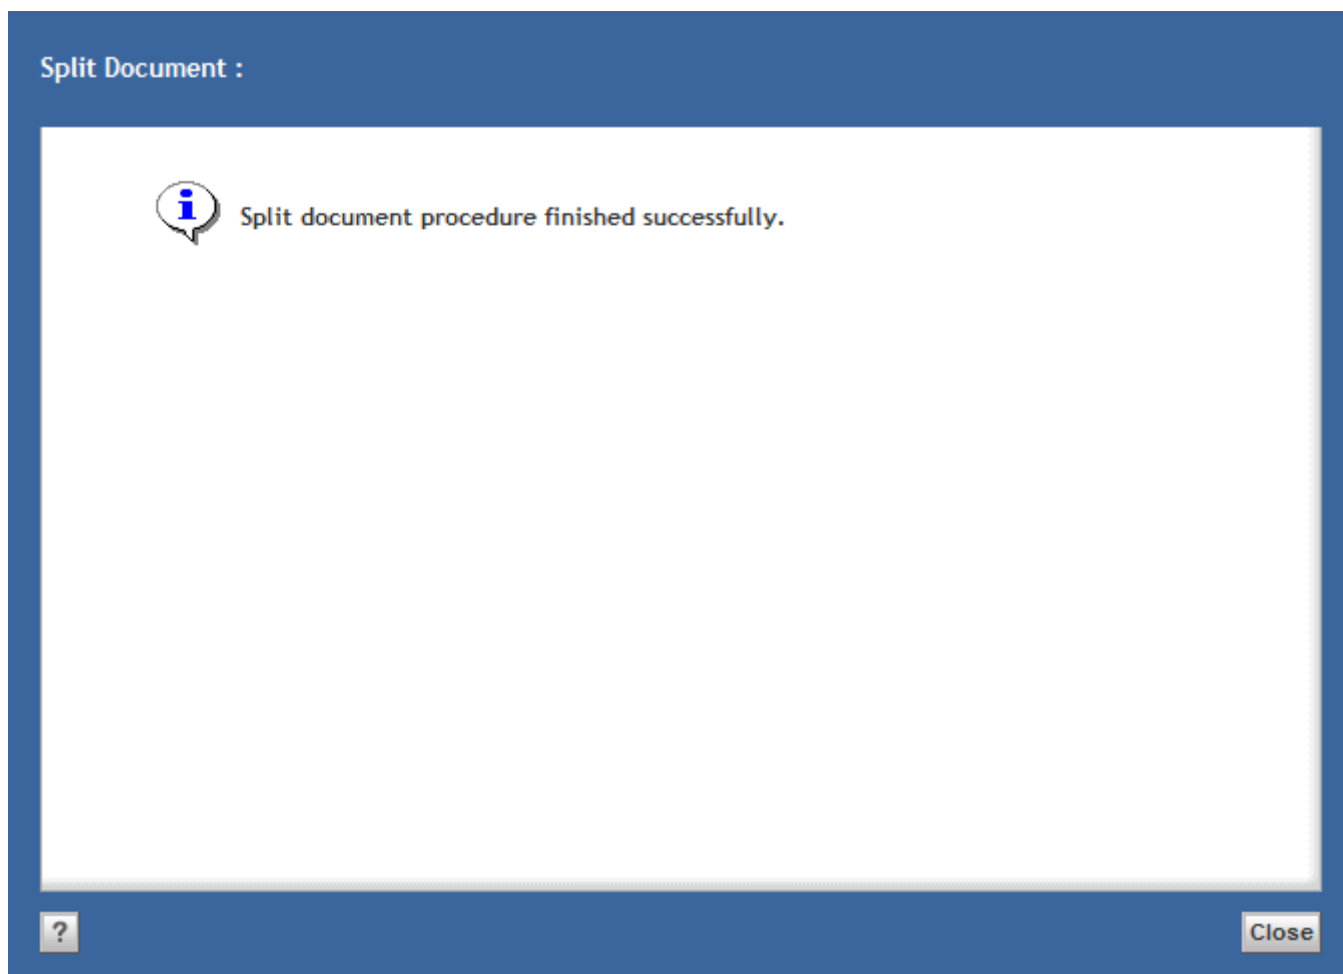 Split Document :
Split document procedure finished successfully.
?
Close